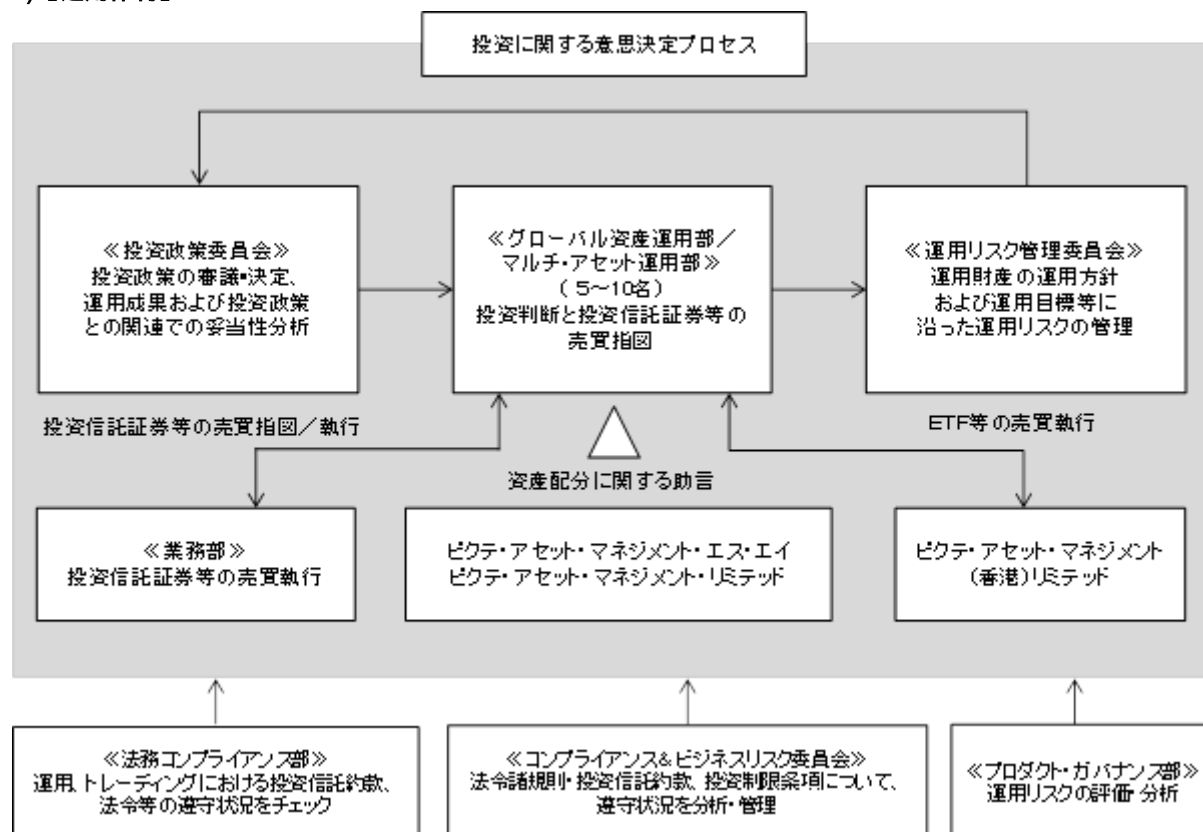 投資に関する意思決定プロセス
≪投資政策委員会≫
投資政策の審議・決定、
運用成果および投資政策
との関連での妥当性分析
≪グローバル資産運用部／
マルチ・アセット運用部≫
（5～10名）
投資判断と投資信託証券等の
売買指図
≪運用リスク管理委員会≫
運用財産の運用方針
および運用目標等に
沿った運用リスクの管理
投資信託証券等の売買指図／執行
ETF等の売買執行
資産配分に関する助言
≪業務部≫
投資信託証券等の売買執行
ピクテ・アセット・マネジメント・エス・エイ
ピクテ・アセット・マネジメント・リミテッド
ピクテ・アセット・マネジメント
（香港）リミテッド
≪法務コンプライアンス部≫
運用、トレーディングにおける投資信託約款、
法令等の遵守状況をチェック
≪コンプライアンス&ビジネスリスク委員会≫
法令諸規則・投資信託約款、投資制限条項について、
遵守状況を分析・管理
≪プロダクト・ガバナンス部≫
運用リスクの評価・分析